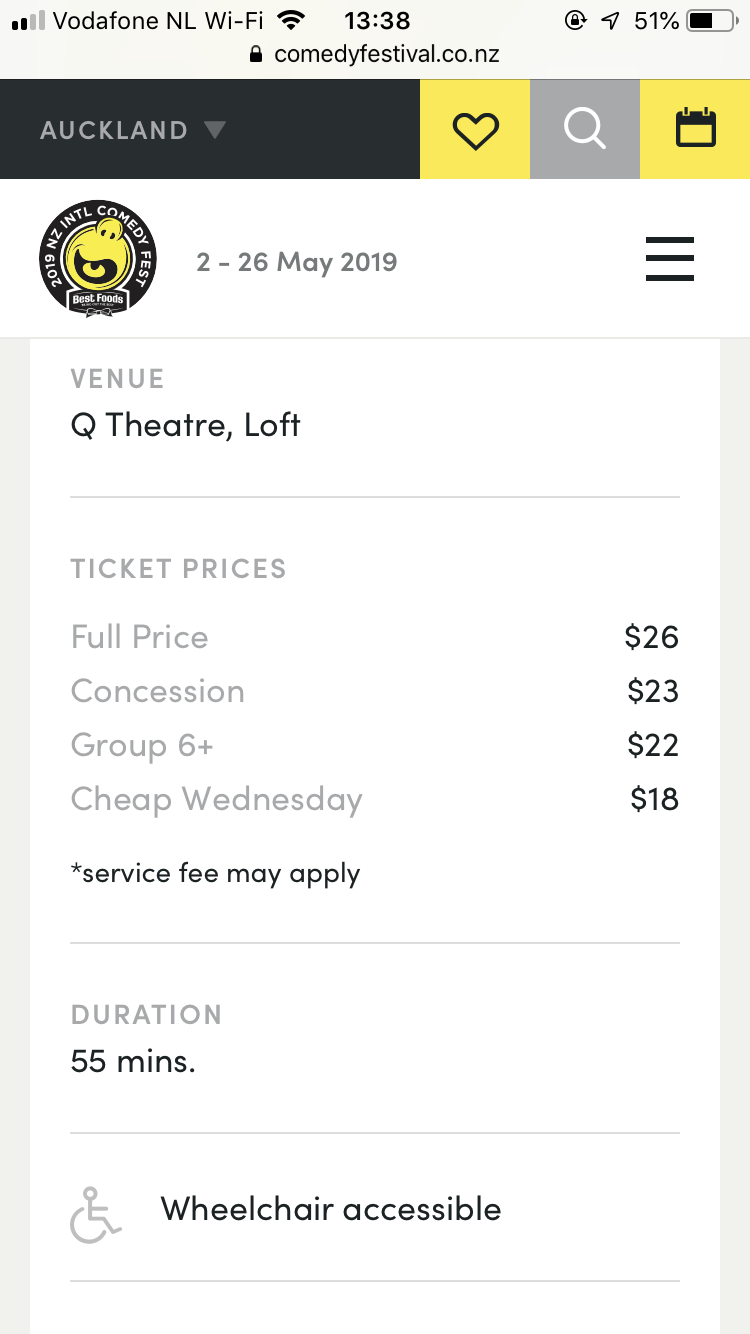 Vodafone NL Wi-Fi 13:38 51%
comedyfestival.co.nz
AUCKLAND
2019 NZ INTL COMEDY FEST
Best Foods
2 - 26 May 2019
VENUE
Q Theatre, Loft
TICKET PRICES
Full Price $26
Concession $23
Group 6+ $22
Cheap Wednesday $18
*service fee may apply
DURATION
55 mins.
Wheelchair accessible